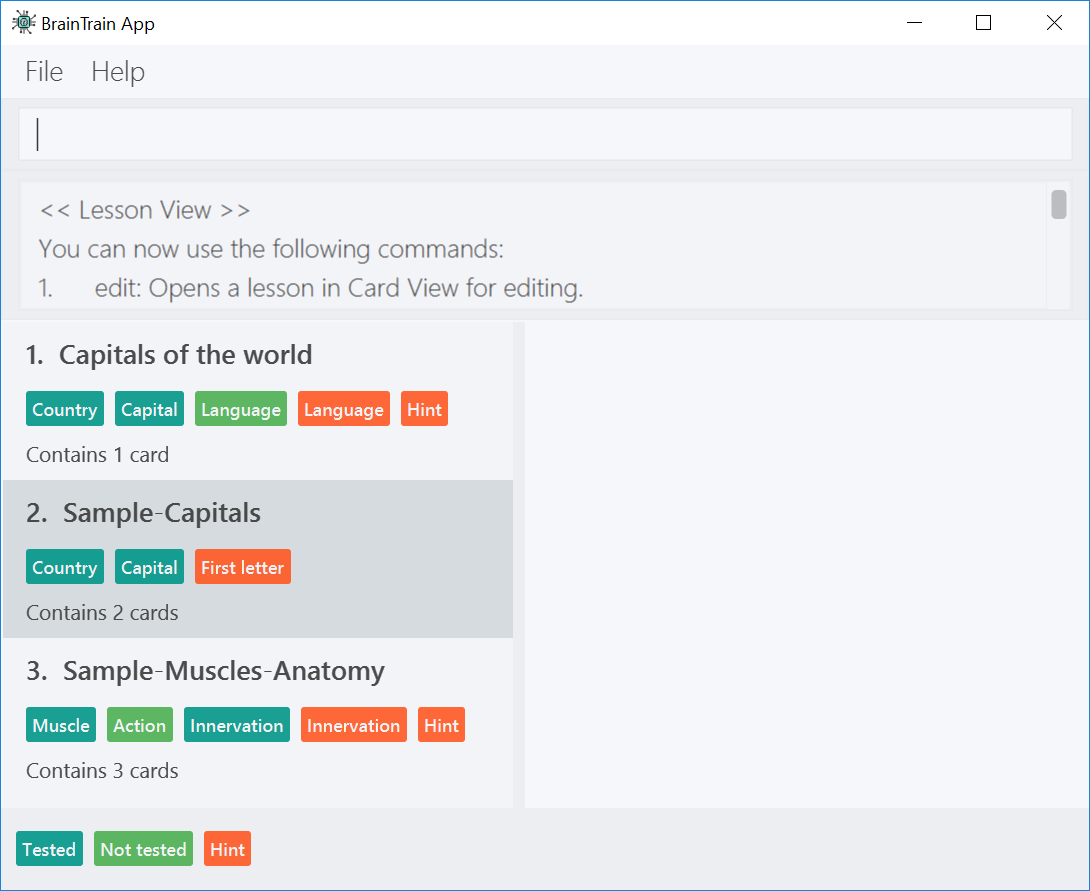 BrainTrain App
File Help
<< Lesson View >>
You can now use the following commands:
1. edit: Opens a lesson in Card View for editing.
1. Capitals of the world
Country Capital Language Language Hint
Contains 1 card
2. Sample-Capitals
Country Capital First letter
Contains 2 cards
3. Sample-Muscles-Anatomy
Muscle Action Innervation Innervation Hint
Contains 3 cards
Tested Not tested Hint